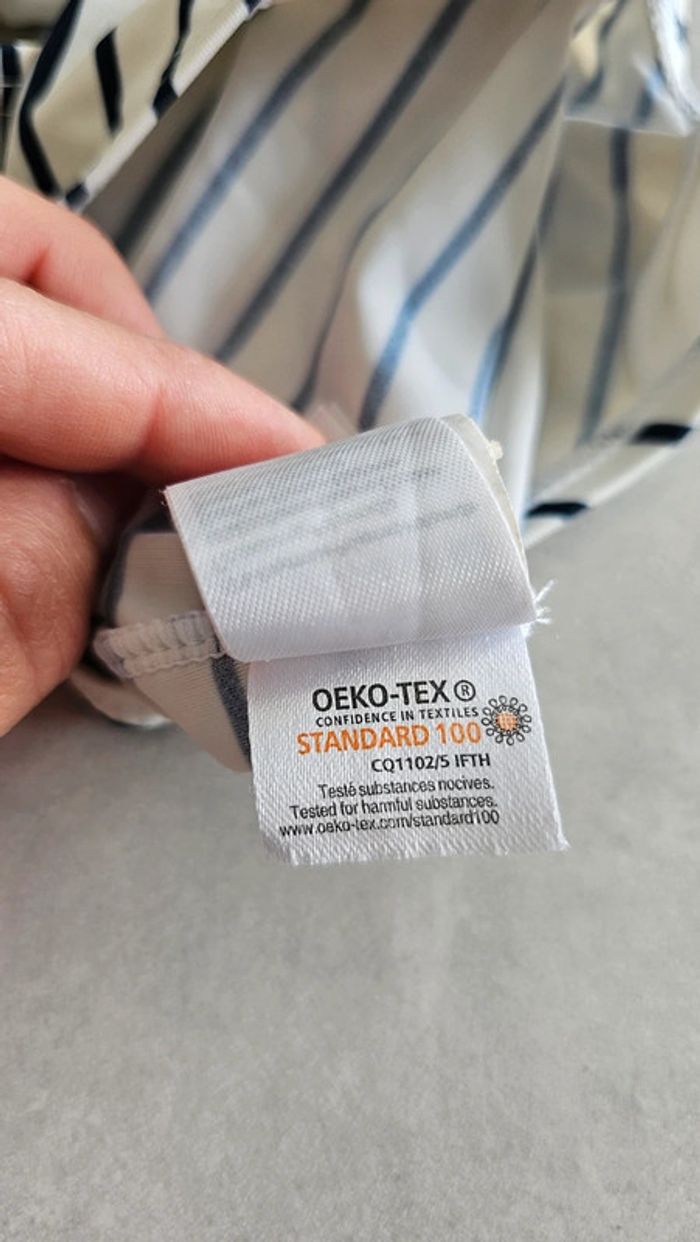 OEKO-TEX ®
CONFIDENCE IN TEXTILES
STANDARD 100
CQ1102/5 IFTH
Testé substances nocives.
Tested for harmful substances.
www.oeko-tex.com/standard100